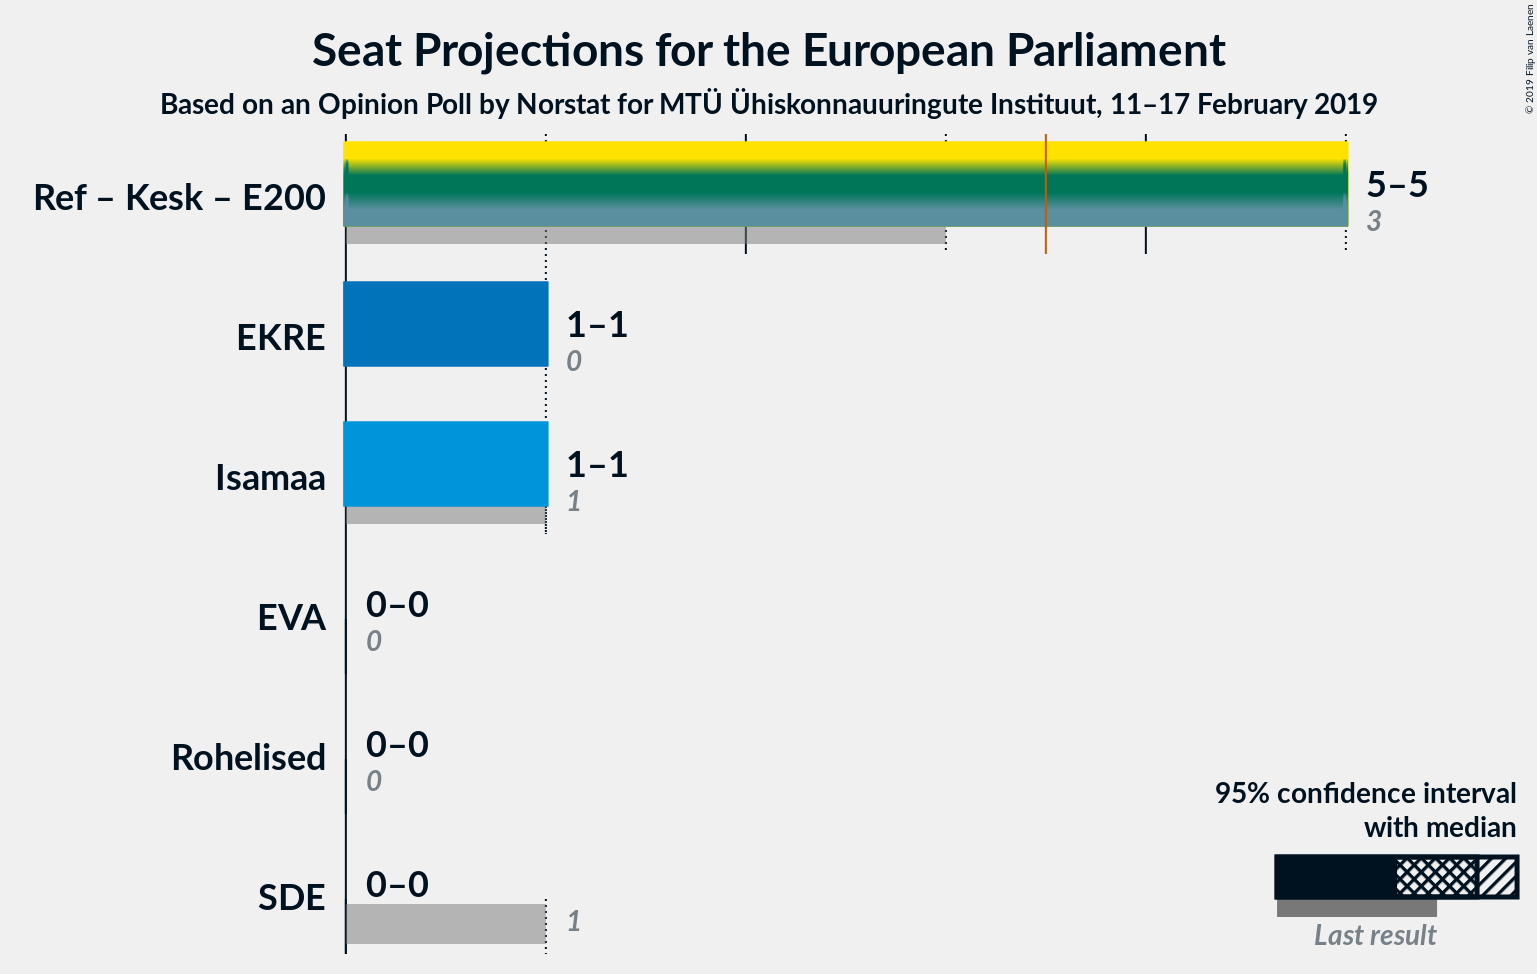 Seat Projections for the European Parliament
Based on an Opinion Poll by Norstat for MTÜ Ühiskonnauuringute Instituut, 11–17 February 2019
© 2019 Filip van Laenen
Ref – Kesk – E200
5–5
3
EKRE
1–1
0
Isamaa
1–1
1
EVA
0–0
0
Rohelised
0–0
0
SDE
0–0
1
95% confidence interval
with median
Last result